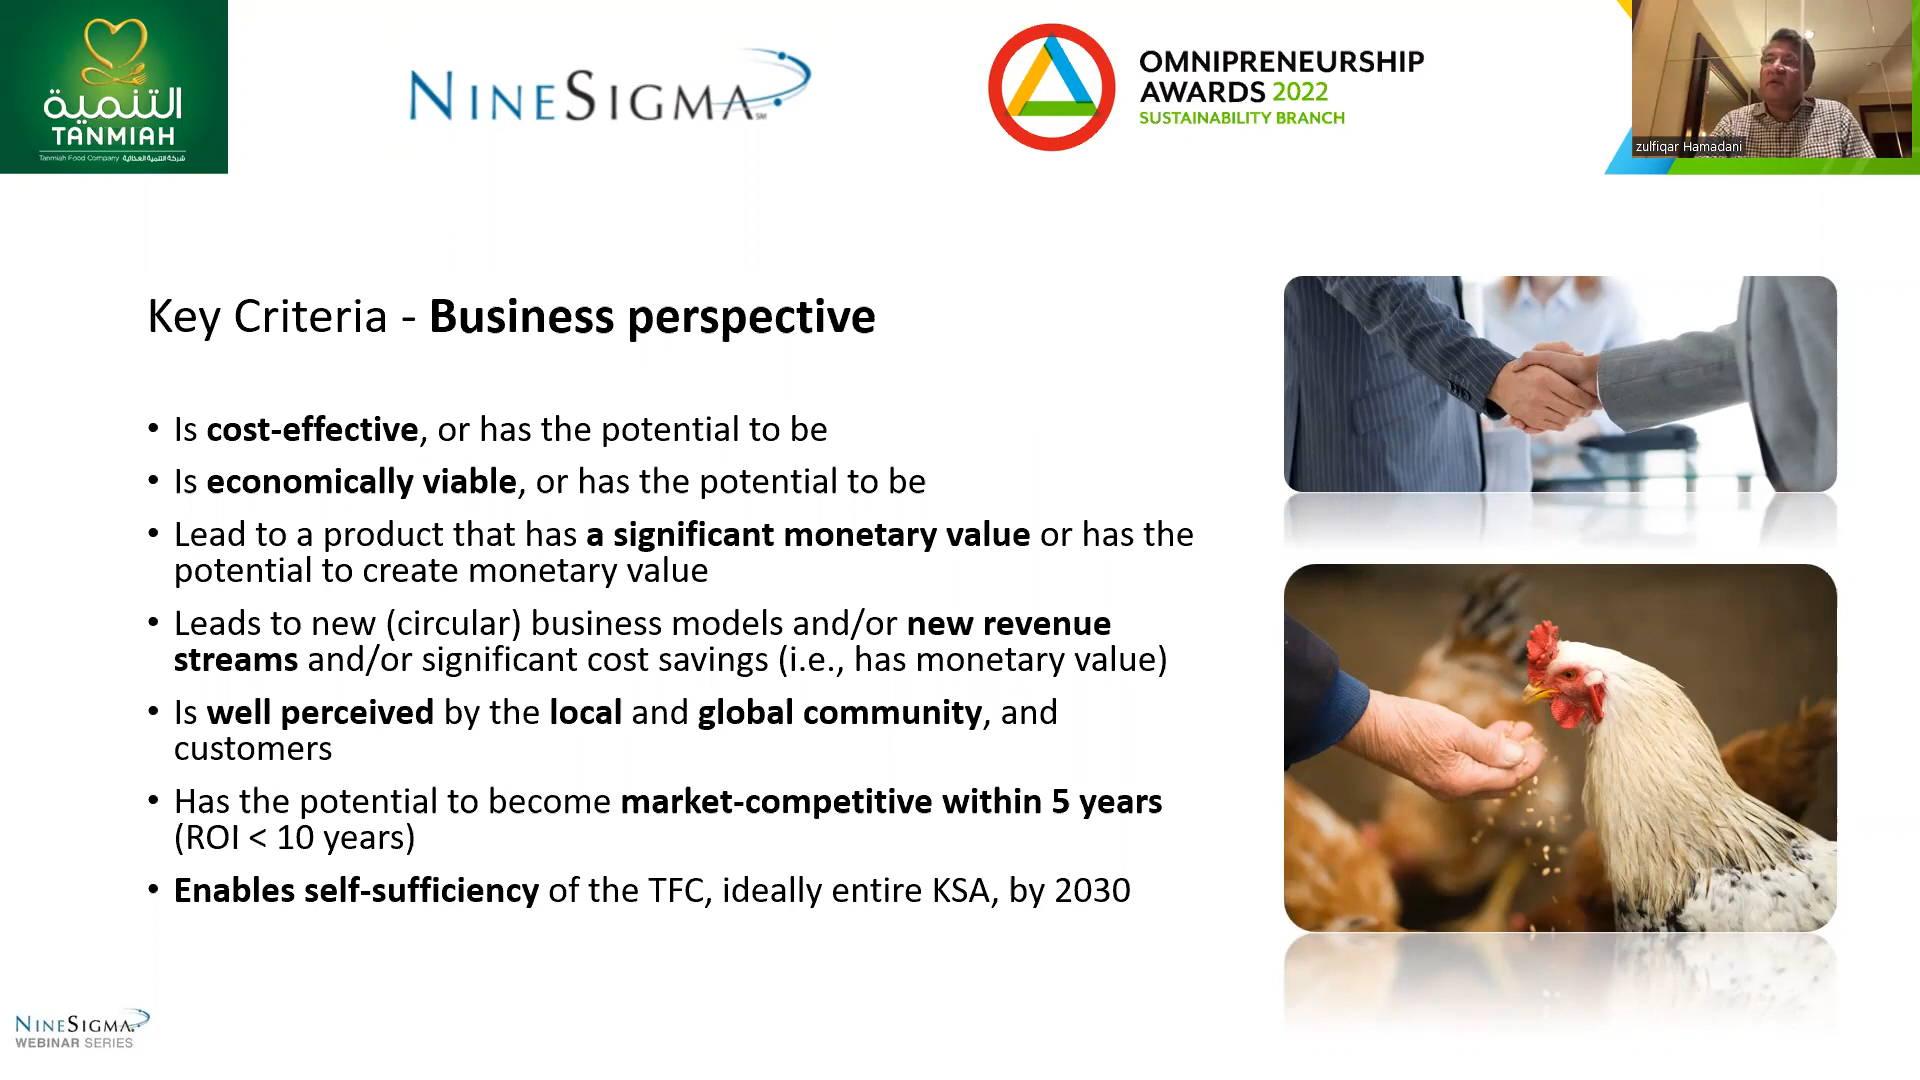 التنمية
TANMIAH
Tanmiah Food Company شركة التنمية الغذائية
NINESIGMA SM
OMNIPRENEURSHIP
AWARDS 2022
SUSTAINABILITY BRANCH
zulfiqar Hamadani
Key Criteria - Business perspective
• Is cost-effective, or has the potential to be
• Is economically viable, or has the potential to be
• Lead to a product that has a significant monetary value or has the
potential to create monetary value
• Leads to new (circular) business models and/or new revenue
streams and/or significant cost savings (i.e., has monetary value)
• Is well perceived by the local and global community, and
customers
• Has the potential to become market-competitive within 5 years
(ROI < 10 years)
• Enables self-sufficiency of the TFC, ideally entire KSA, by 2030
NINESIGMA
WEBINAR SERIES